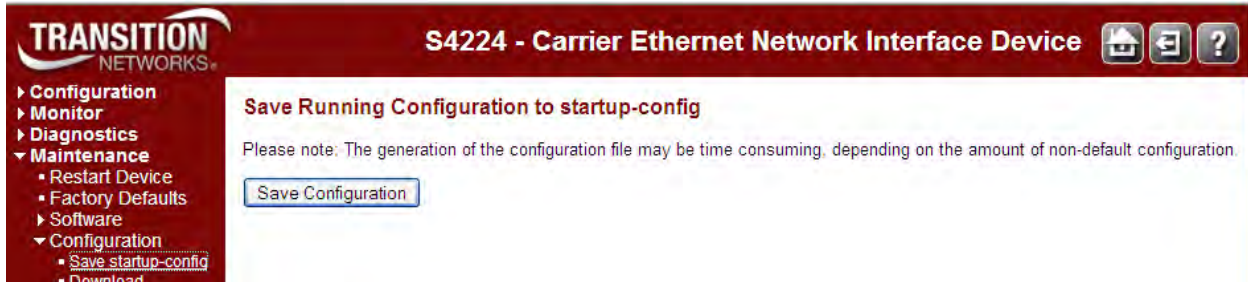 TRANSITION
NETWORKS®
S4224 - Carrier Ethernet Network Interface Device
?
Configuration
Monitor
Diagnostics
Maintenance
Restart Device
Factory Defaults
Software
Configuration
Save startup-config
Download
Save Running Configuration to startup-config
Please note: The generation of the configuration file may be time consuming, depending on the amount of non-default configuration.
Save Configuration